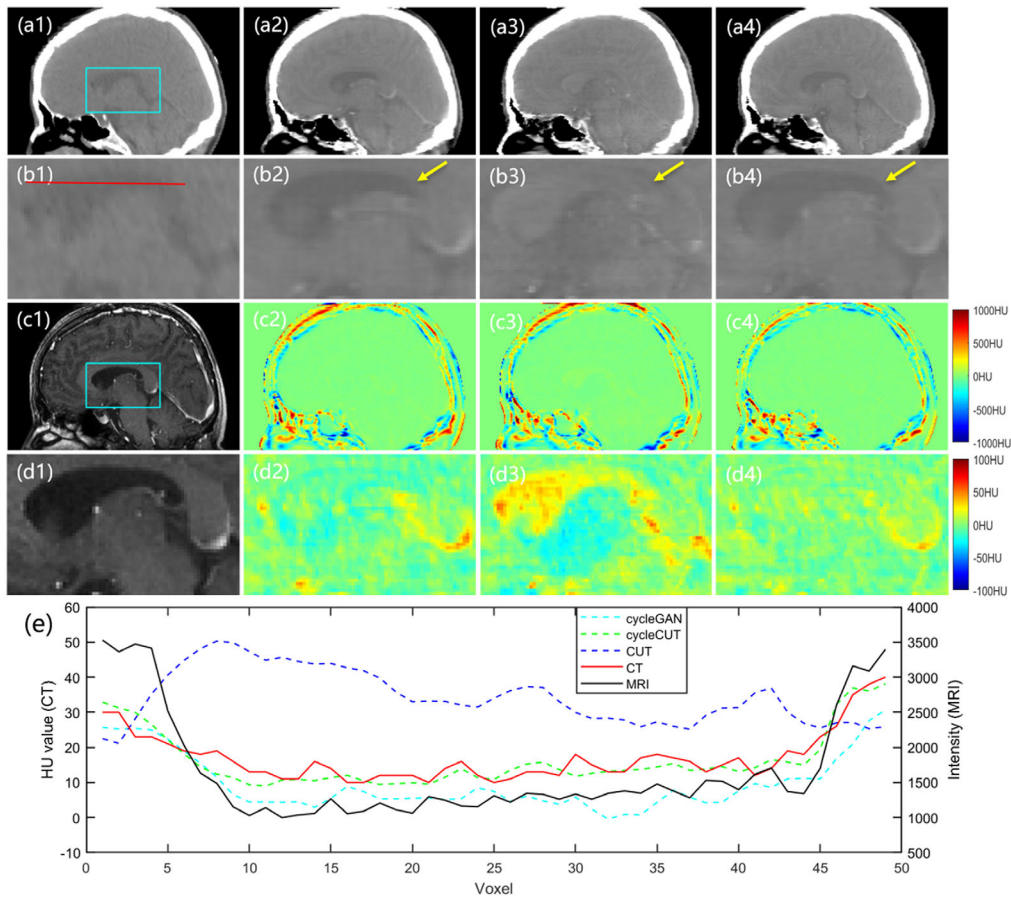 (a1) (a2) (a3) (a4)
(b1) (b2) (b3) (b4)
(c1) (c2) (c3) (c4)
1000HU
500HU
0HU
-500HU
-1000HU
(d1) (d2) (d3) (d4)
100HU
50HU
0HU
-50HU
-100HU
(e)
60
50
40
30
20
10
0
-10
HU value (CT)
cycleGAN
cycleCUT
CUT
CT
MRI
4000
3500
3000
2500
2000
1500
1000
500
Intensity (MRI)
0 5 10 15 20 25 30 35 40 45 50
Voxel